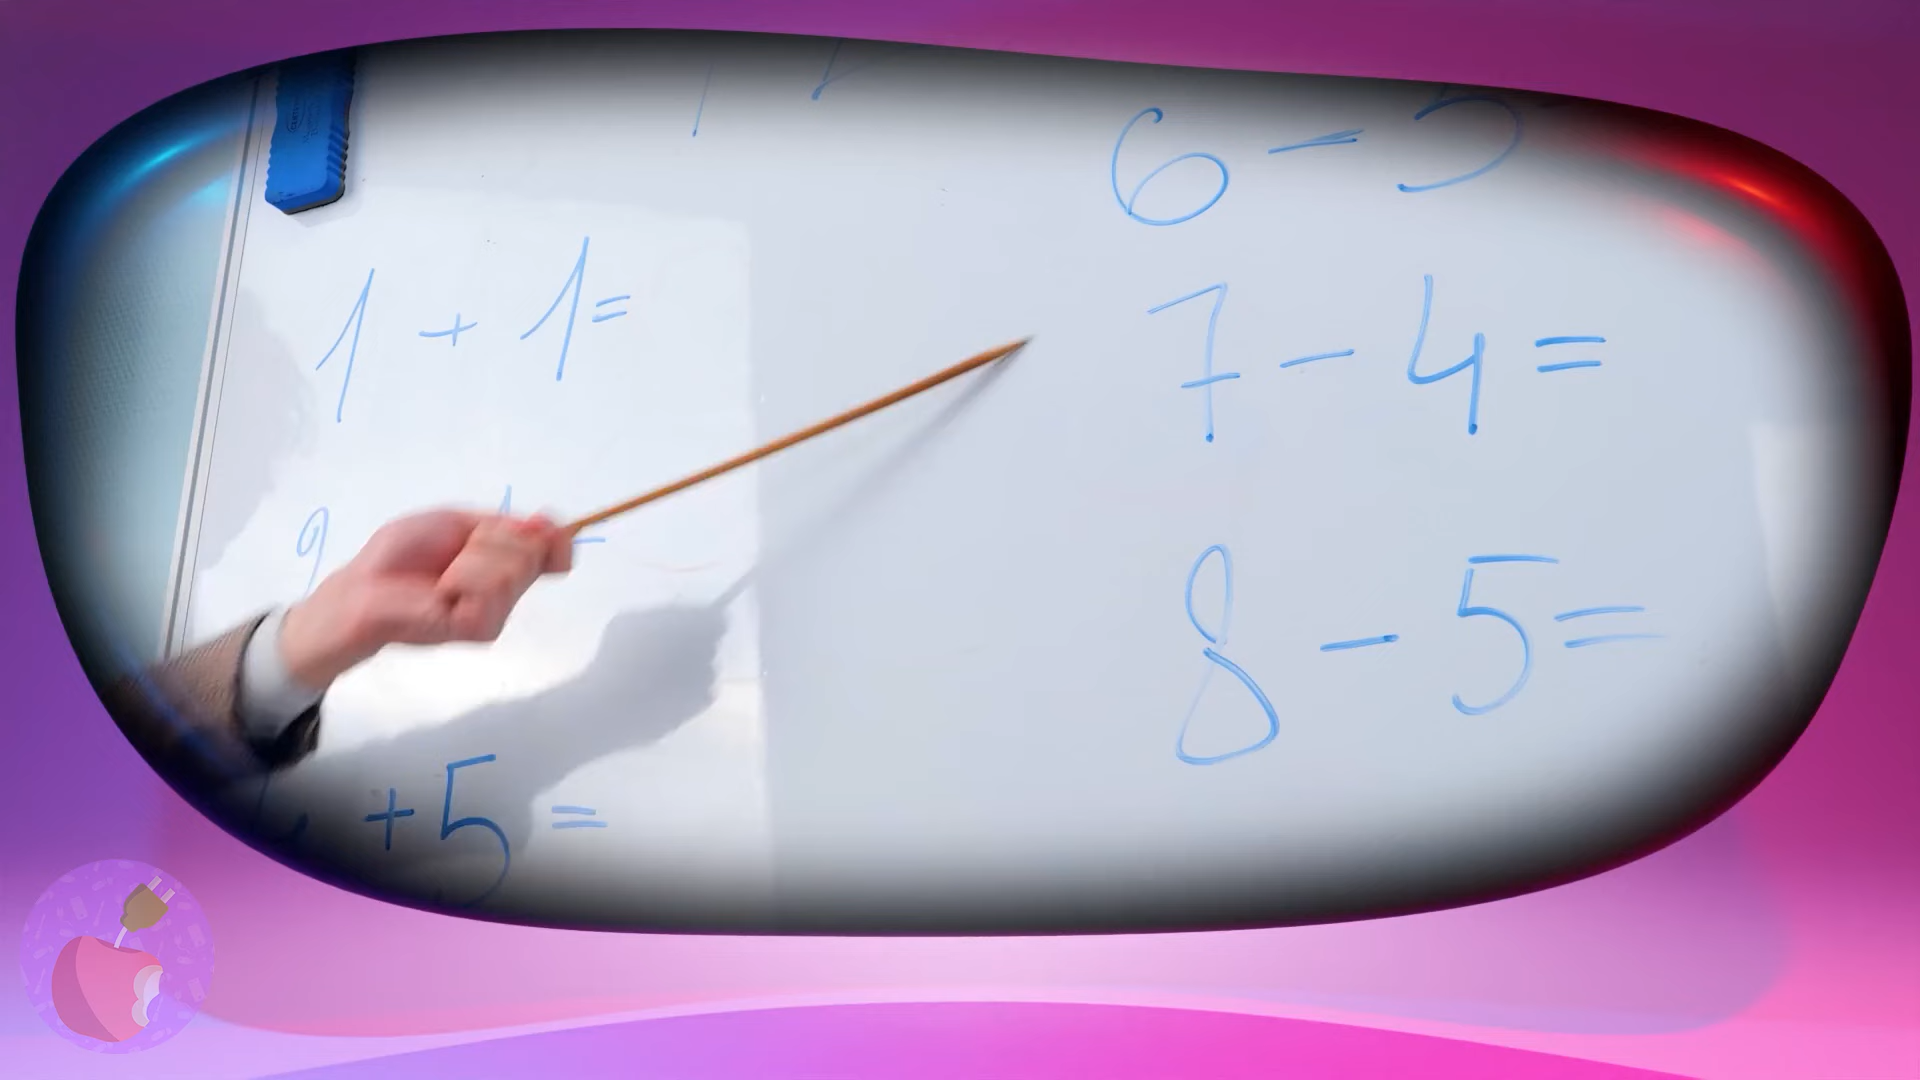 1 + 1 =
+ 5 =
6 - 5
7 - 4 =
8 - 5 =